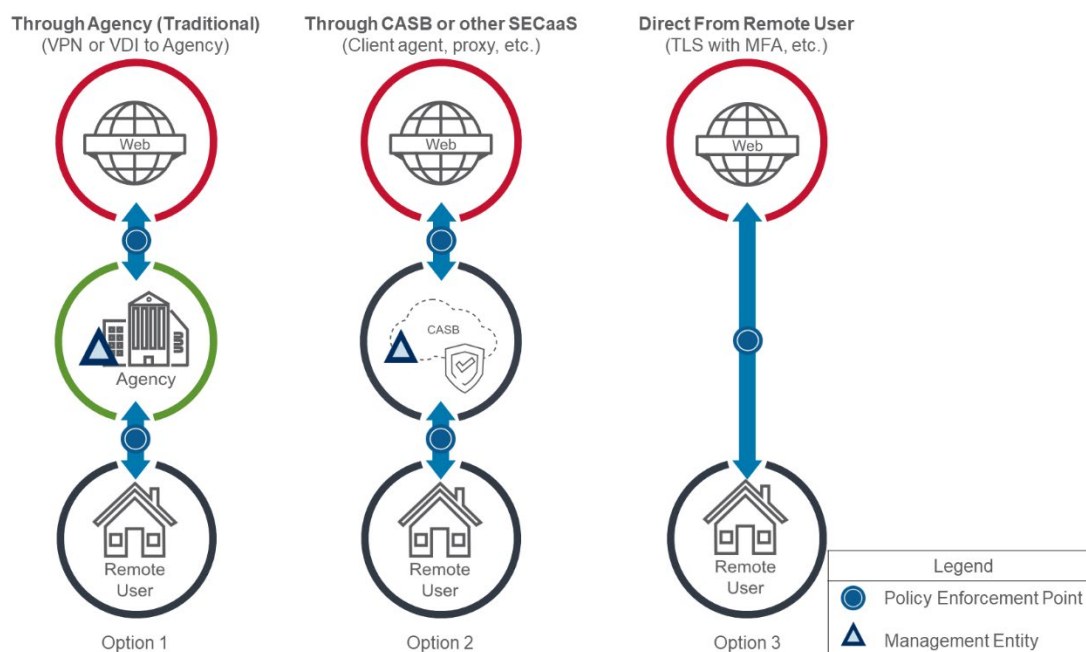 Through Agency (Traditional)
(VPN or VDI to Agency)
Through CASB or other SECaaS
(Client agent, proxy, etc.)
Direct From Remote User
(TLS with MFA, etc.)
Web
Web
Web
Agency
CASB
Remote
User
Remote
User
Remote
User
Option 1
Option 2
Option 3
Legend
Policy Enforcement Point
Management Entity